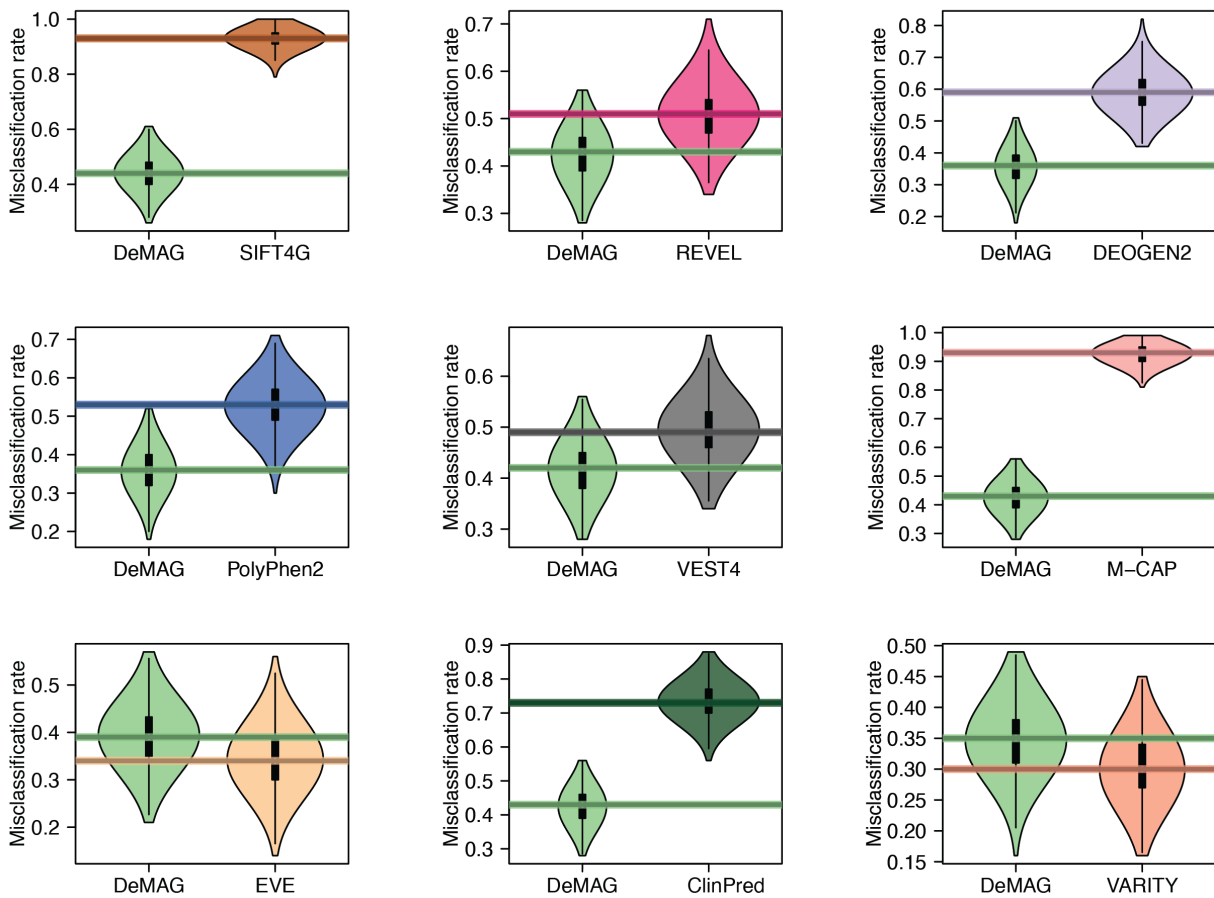 Misclassification rate
1.0
0.8
0.6
0.4
DeMAG SIFT4G
Misclassification rate
0.7
0.6
0.5
0.4
0.3
DeMAG REVEL
Misclassification rate
0.8
0.7
0.6
0.5
0.4
0.3
0.2
DeMAG DEOGEN2
Misclassification rate
0.7
0.6
0.5
0.4
0.3
0.2
DeMAG PolyPhen2
Misclassification rate
0.6
0.5
0.4
0.3
DeMAG VEST4
Misclassification rate
1.0
0.9
0.8
0.7
0.6
0.5
0.4
0.3
DeMAG M−CAP
Misclassification rate
0.5
0.4
0.3
0.2
DeMAG EVE
Misclassification rate
0.9
0.8
0.7
0.6
0.5
0.4
0.3
DeMAG ClinPred
Misclassification rate
0.50
0.45
0.40
0.35
0.30
0.25
0.20
0.15
DeMAG VARITY